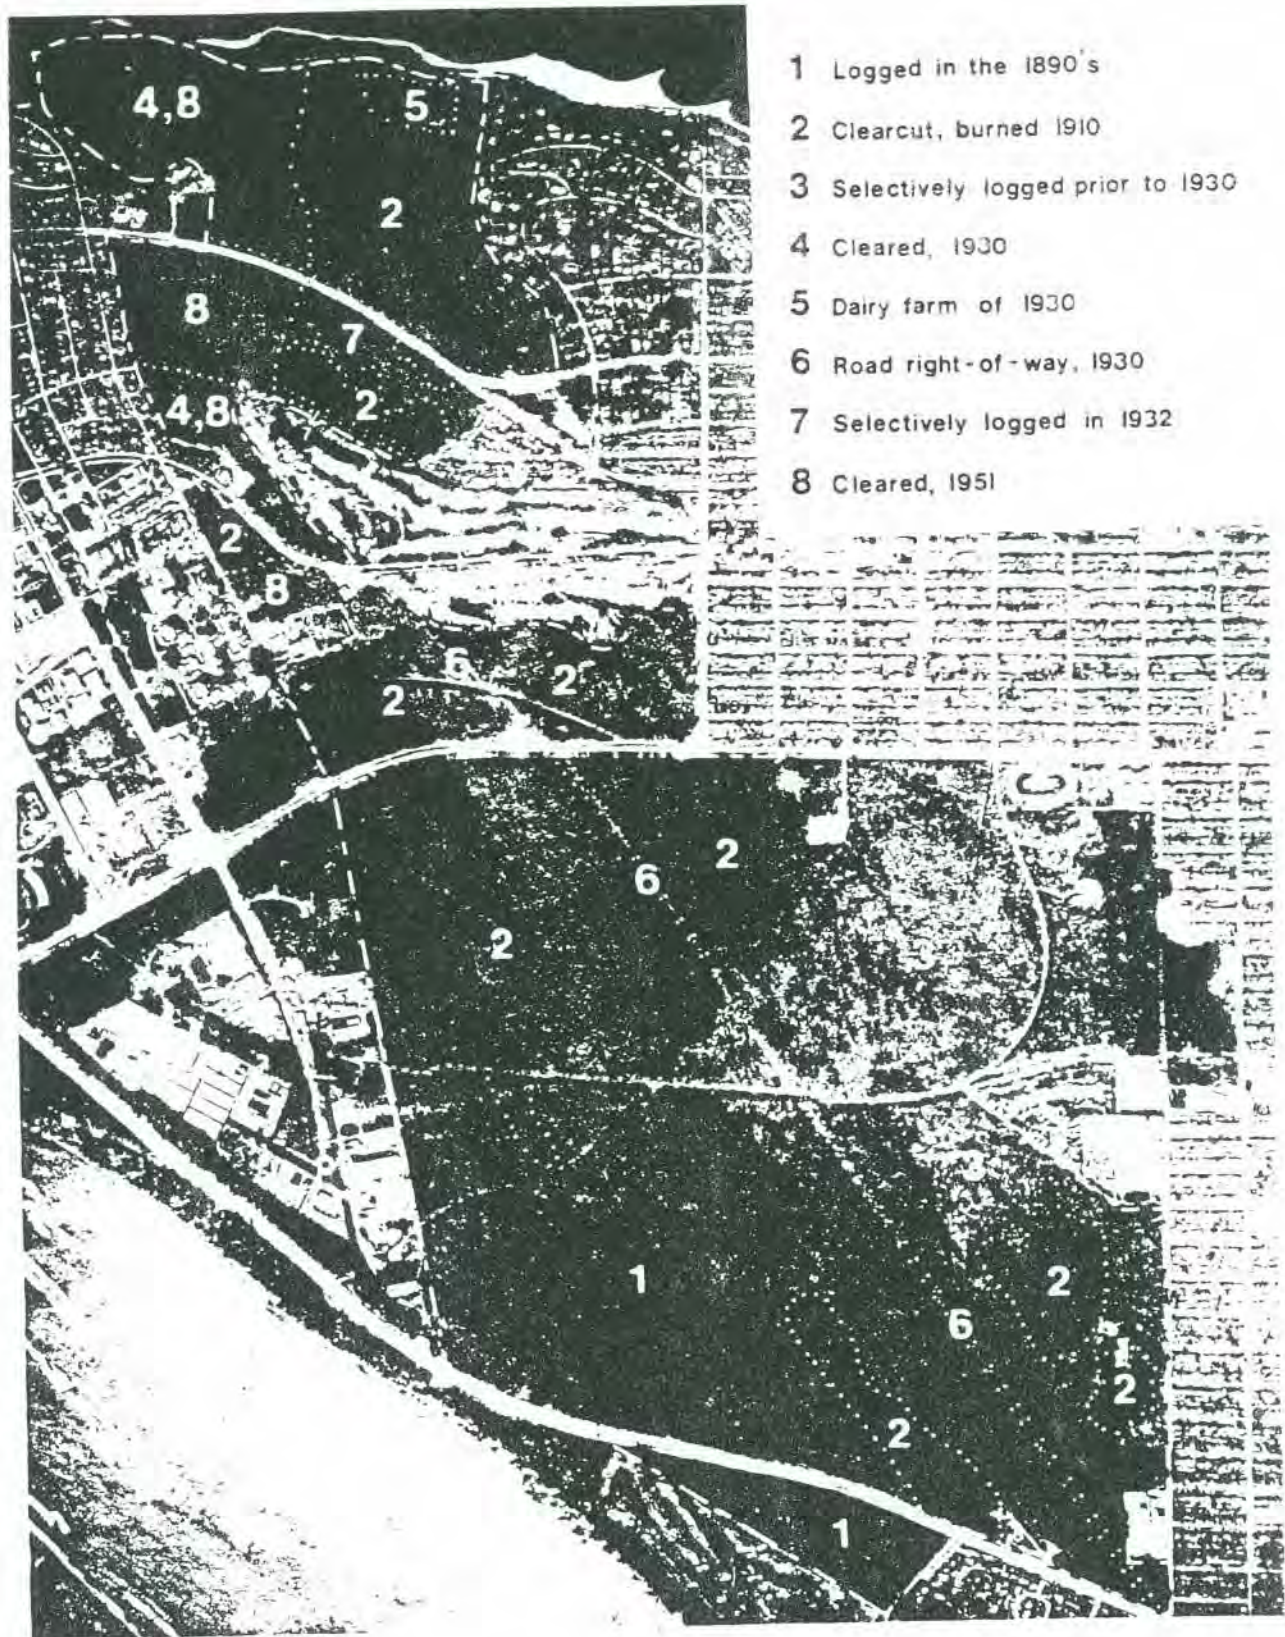 1 Logged in the 1890's
2 Clearcut, burned 1910
3 Selectively logged prior to 1930
4 Cleared, 1930
5 Dairy farm of 1930
6 Road right-of-way, 1930
7 Selectively logged in 1932
8 Cleared, 1951
4,8
5
2
8
7
2
4,8
2
8
6
2
2
2
6
2
3
1
2
6
1
2
2
1